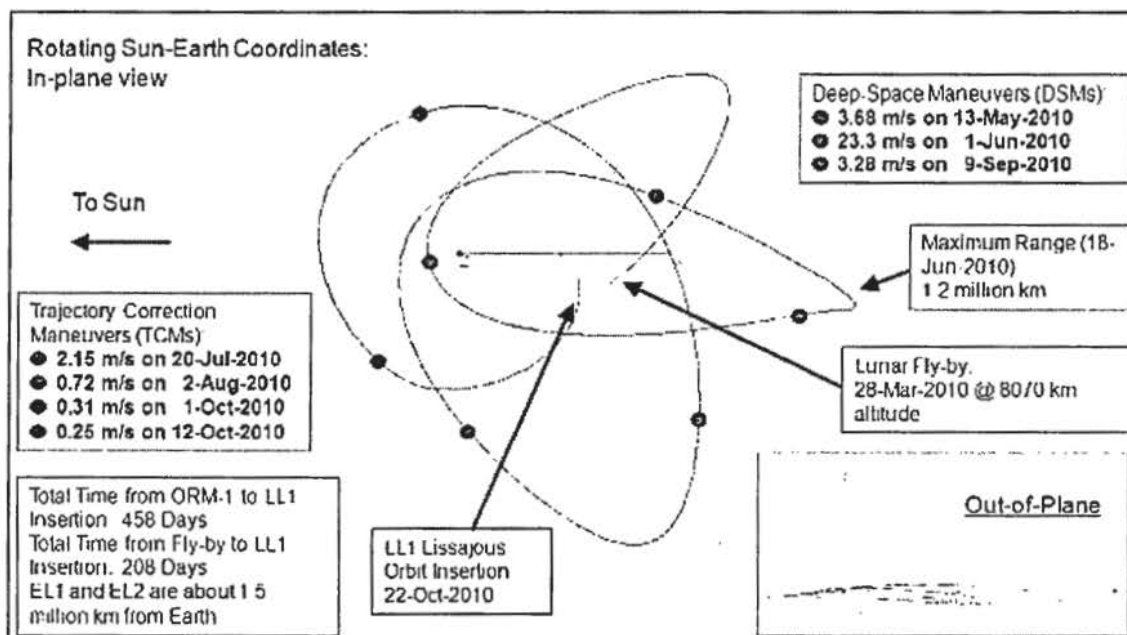 Rotating Sun-Earth Coordinates:
In-plane view
Deep-Space Maneuvers (DSMs)
3.68 m/s on 13-May-2010
23.3 m/s on 1-Jun-2010
3.28 m/s on 9-Sep-2010
To Sun
Maximum Range (18-
Jun-2010)
1 2 million km
Trajectory Correction
Maneuvers (TCMs)
2.15 m/s on 20-Jul-2010
0.72 m/s on 2-Aug-2010
0.31 m/s on 1-Oct-2010
0.25 m/s on 12-Oct-2010
Lunar Fly-by.
28-Mar-2010 @ 8070 km
altitude
Total Time from ORM-1 to LL1
Insertion 458 Days
Total Time from Fly-by to LL1
Insertion. 208 Days
EL1 and EL2 are about 1 5
million km from Earth
LL1 Lissajous
Orbit Insertion
22-Oct-2010
Out-of-Plane